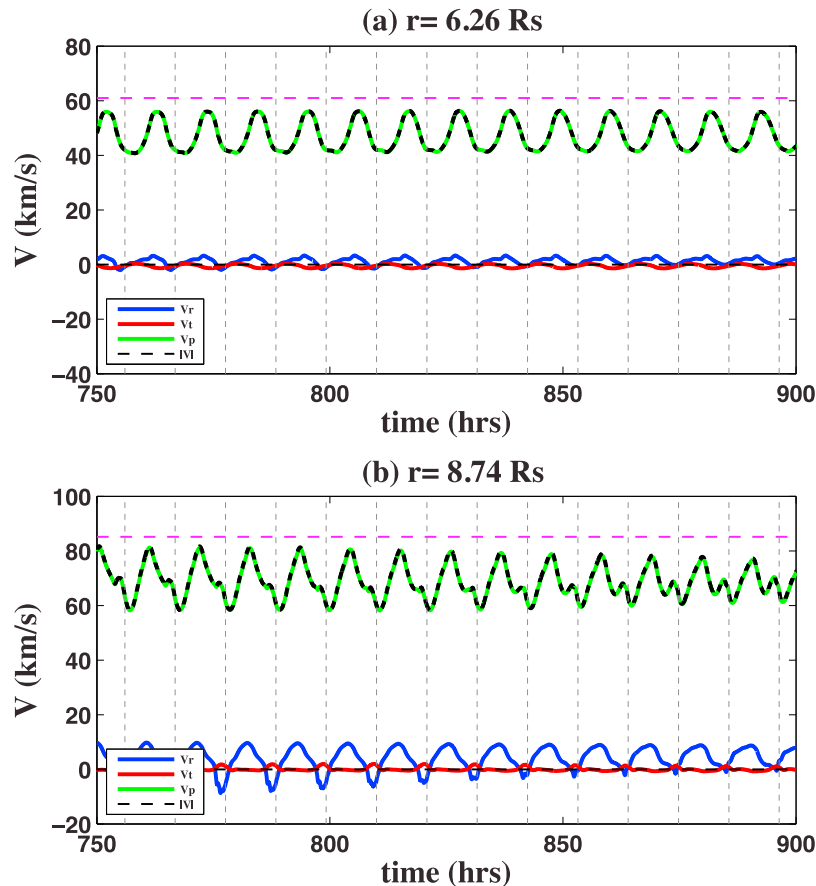 (a) r= 6.26 Rs
80
60
40
20
0
−20
−40
V (km/s)
Vr
Vt
Vp
|V|
750
800
850
900
time (hrs)
(b) r= 8.74 Rs
100
80
60
40
20
0
−20
V (km/s)
Vr
Vt
Vp
|V|
750
800
850
900
time (hrs)